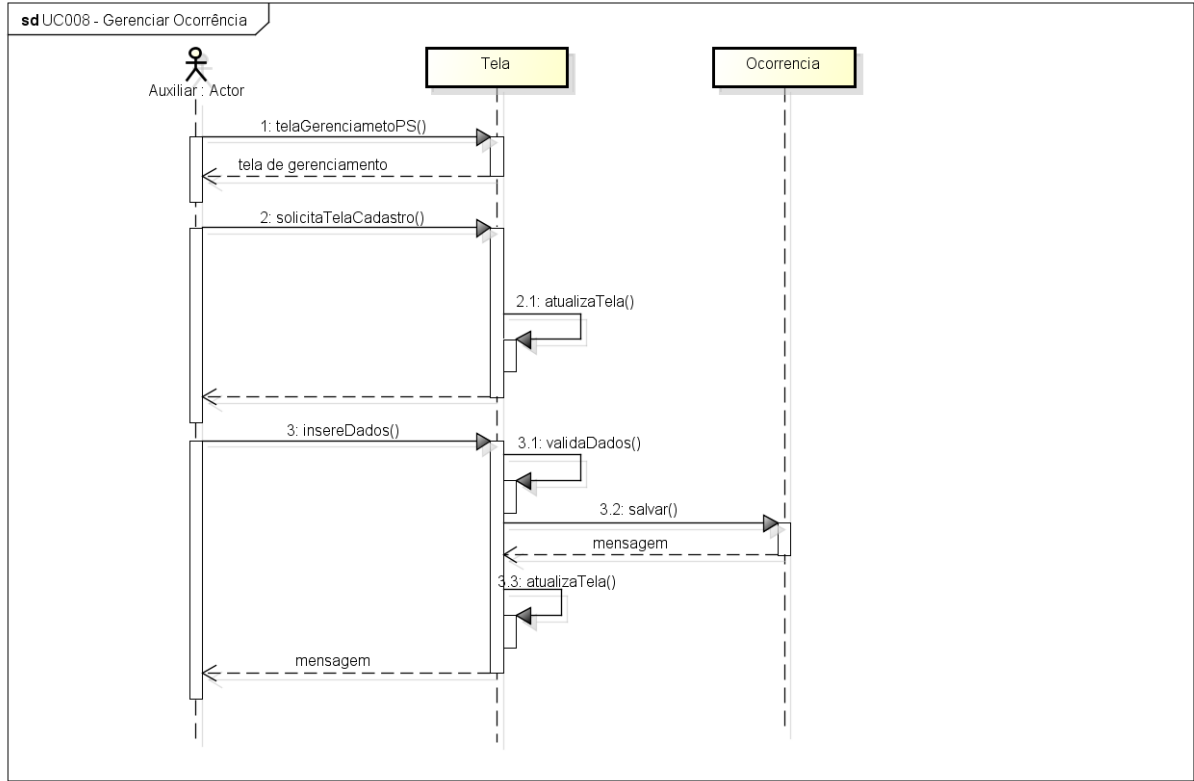 sd UC008 - Gerenciar Ocorrência
Auxiliar : Actor
Tela
Ocorrencia
1: telaGerenciametoPS()
tela de gerenciamento
2: solicitaTelaCadastro()
2.1: atualizaTela()
3: insereDados()
3.1: validaDados()
3.2: salvar()
mensagem
3.3: atualizaTela()
mensagem